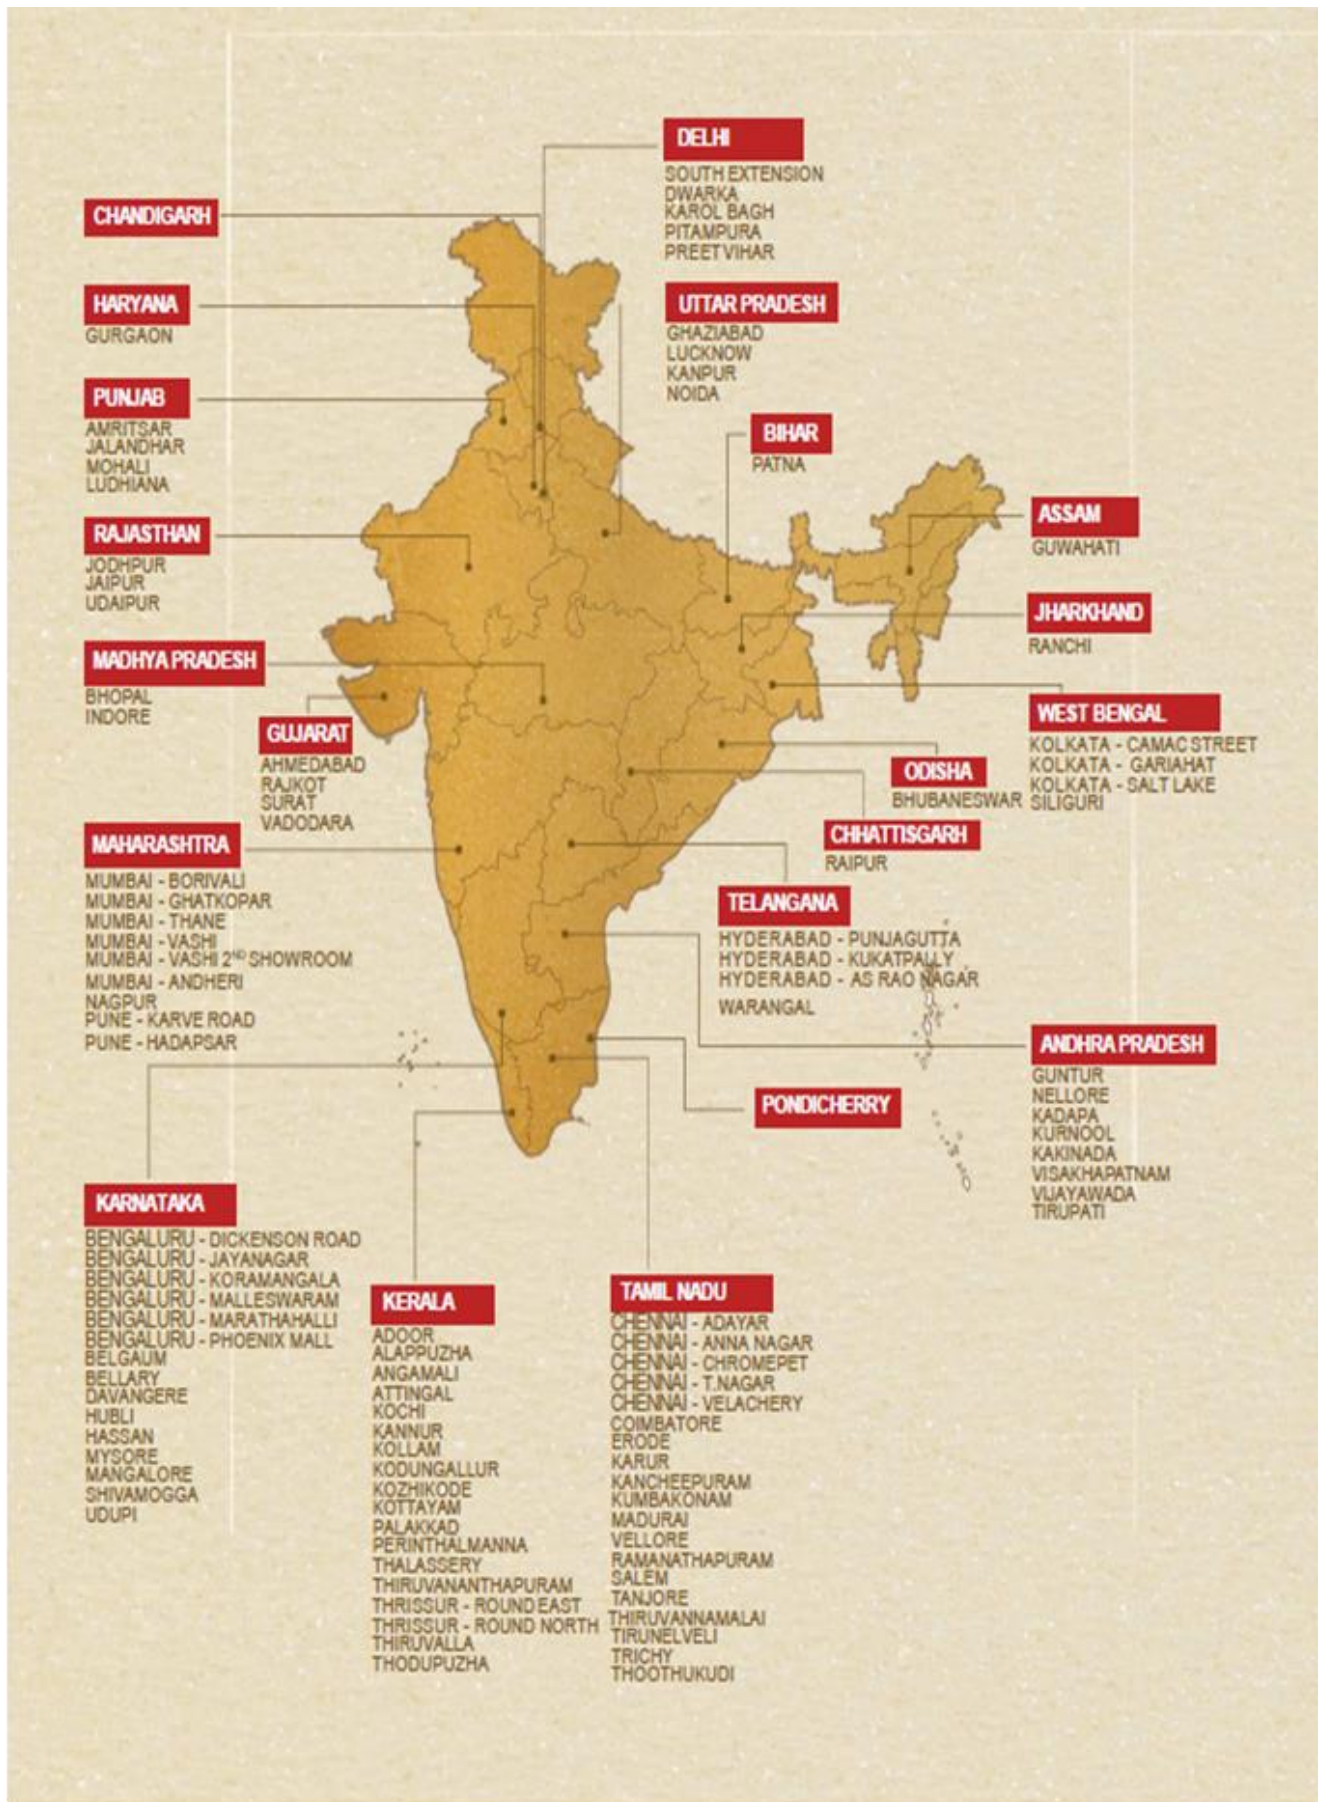 DELHI
SOUTH EXTENSION
DWARKA
KAROL BAGH
PITAMPURA
PREET VIHAR
CHANDIGARH
HARYANA
GURGAON
UTTAR PRADESH
GHAZIABAD
LUCKNOW
KANPUR
NOIDA
PUNJAB
AMRITSAR
JALANDHAR
MOHALI
LUDHIANA
BIHAR
PATNA
ASSAM
GUWAHATI
RAJASTHAN
JODHPUR
JAIPUR
UDAIPUR
JHARKHAND
RANCHI
MADHYA PRADESH
BHOPAL
INDORE
WEST BENGAL
KOLKATA - CAMAC STREET
KOLKATA - GARIAHAT
KOLKATA - SALT LAKE
SILIGURI
GUJARAT
AHMEDABAD
RAJKOT
SURAT
VADODARA
ODISHA
BHUBANESWAR
CHHATTISGARH
RAIPUR
MAHARASHTRA
MUMBAI - BORIVALI
MUMBAI - GHATKOPAR
MUMBAI - THANE
MUMBAI - VASHI
MUMBAI - VASHI 2ND SHOWROOM
MUMBAI - ANDHERI
NAGPUR
PUNE - KARVE ROAD
PUNE - HADAPSAR
TELANGANA
HYDERABAD - PUNJAGUTTA
HYDERABAD - KUKATPALLY
HYDERABAD - AS RAO NAGAR
WARANGAL
ANDHRA PRADESH
GUNTUR
NELLORE
KADAPA
KURNOOL
KAKINADA
VISAKHAPATNAM
VIJAYAWADA
TIRUPATI
PONDICHERRY
KARNATAKA
BENGALURU - DICKENSON ROAD
BENGALURU - JAYANAGAR
BENGALURU - KORAMANGALA
BENGALURU - MALLESWARAM
BENGALURU - MARATHAHALLI
BENGALURU - PHOENIX MALL
BELGAUM
BELLARY
DAVANGERE
HUBLI
HASSAN
MYSORE
MANGALORE
SHIVAMOGGA
UDUPI
KERALA
ADOOR
ALAPPUZHA
ANGAMALI
ATTINGAL
KOCHI
KANNUR
KOLLAM
KODUNGALLUR
KOZHIKODE
KOTTAYAM
PALAKKAD
PERINTHALMANNA
THALASSERY
THIRUVANANTHAPURAM
THRISSUR - ROUND EAST
THRISSUR - ROUND NORTH
THIRUVALLA
THODUPUZHA
TAMIL NADU
CHENNAI - ADAYAR
CHENNAI - ANNA NAGAR
CHENNAI - CHROMEPET
CHENNAI - T.NAGAR
CHENNAI - VELACHERY
COIMBATORE
ERODE
KARUR
KANCHEEPURAM
KUMBAKONAM
MADURAI
VELLORE
RAMANATHAPURAM
SALEM
TANJORE
THIRUVANNAMALAI
TIRUNELVELI
TRICHY
THOOTHUKUDI